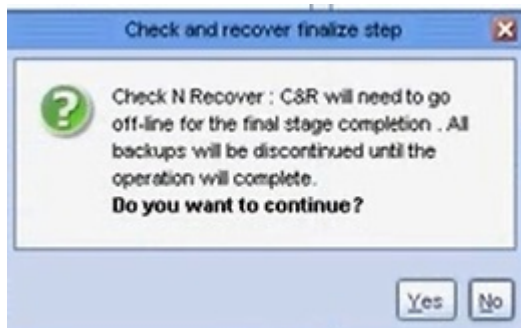 Check and recover finalize step
Check N Recover : C&R will need to go
off-line for the final stage completion . All
backups will be discontinued until the
operation will complete.
Do you want to continue?
Yes No